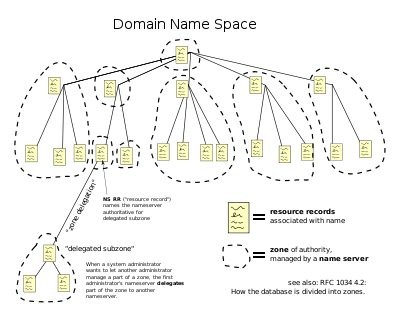 Domain Name Space
"zone delegation"
NS RR ("resource record")
names the nameserver
authoritative for
delegated subzone
"delegated subzone"
When a system administrator
wants to let another administrator
manage a part of a zone, the first
administrator's nameserver delegates
part of the zone to another
nameserver.
resource records
associated with name
zone of authority,
managed by a name server
see also: RFC 1034 4.2:
How the database is divided into zones.